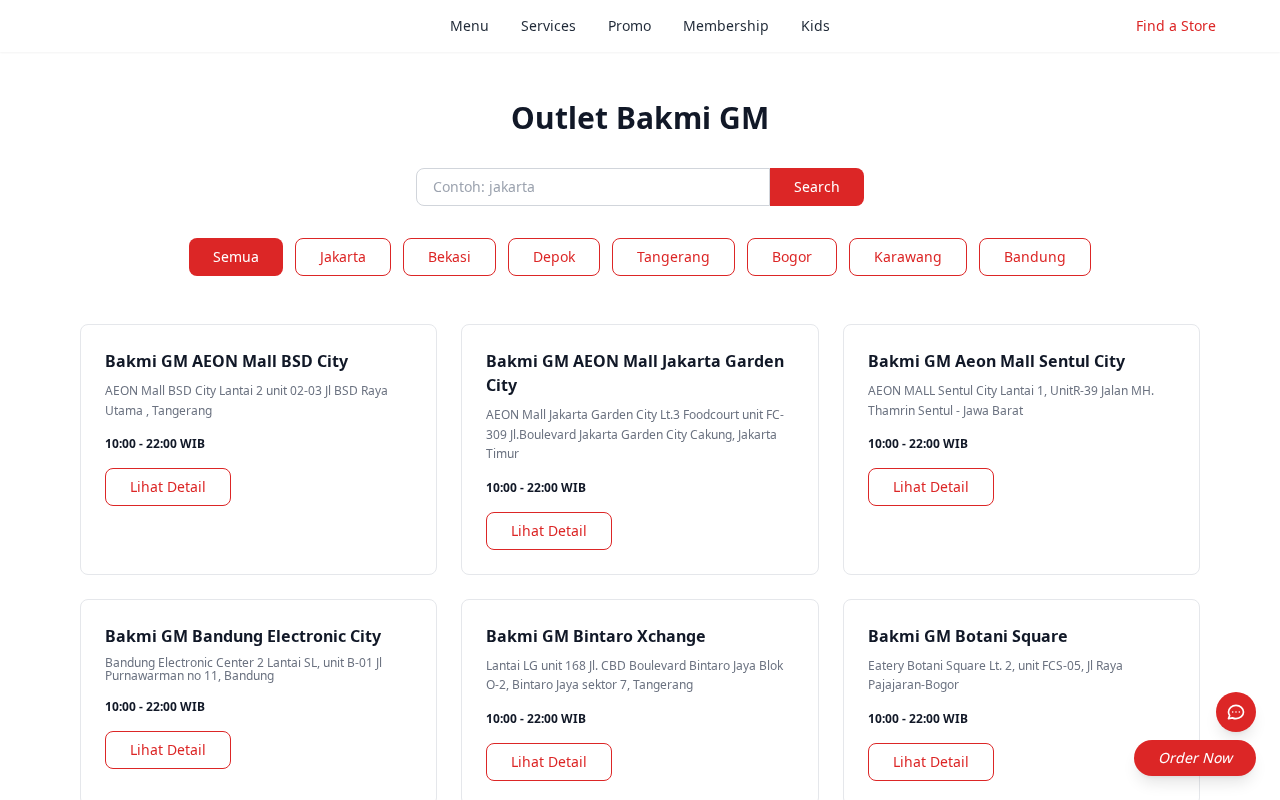 Menu Services Promo Membership Kids Find a Store
Outlet Bakmi GM
Contoh: jakarta Search
Semua Jakarta Bekasi Depok Tangerang Bogor Karawang Bandung
Bakmi GM AEON Mall BSD City
AEON Mall BSD City Lantai 2 unit 02-03 Jl BSD Raya
Utama , Tangerang
10:00 - 22:00 WIB
Lihat Detail
Bakmi GM AEON Mall Jakarta Garden
City
AEON Mall Jakarta Garden City Lt.3 Foodcourt unit FC-
309 Jl.Boulevard Jakarta Garden City Cakung, Jakarta
Timur
10:00 - 22:00 WIB
Lihat Detail
Bakmi GM Aeon Mall Sentul City
AEON MALL Sentul City Lantai 1, UnitR-39 Jalan MH.
Thamrin Sentul - Jawa Barat
10:00 - 22:00 WIB
Lihat Detail
Bakmi GM Bandung Electronic City
Bandung Electronic Center 2 Lantai SL, unit B-01 Jl
Purnawarman no 11, Bandung
10:00 - 22:00 WIB
Lihat Detail
Bakmi GM Bintaro Xchange
Lantai LG unit 168 Jl. CBD Boulevard Bintaro Jaya Blok
O-2, Bintaro Jaya sektor 7, Tangerang
10:00 - 22:00 WIB
Lihat Detail
Bakmi GM Botani Square
Eatery Botani Square Lt. 2, unit FCS-05, Jl Raya
Pajajaran-Bogor
10:00 - 22:00 WIB
Lihat Detail
Order Now